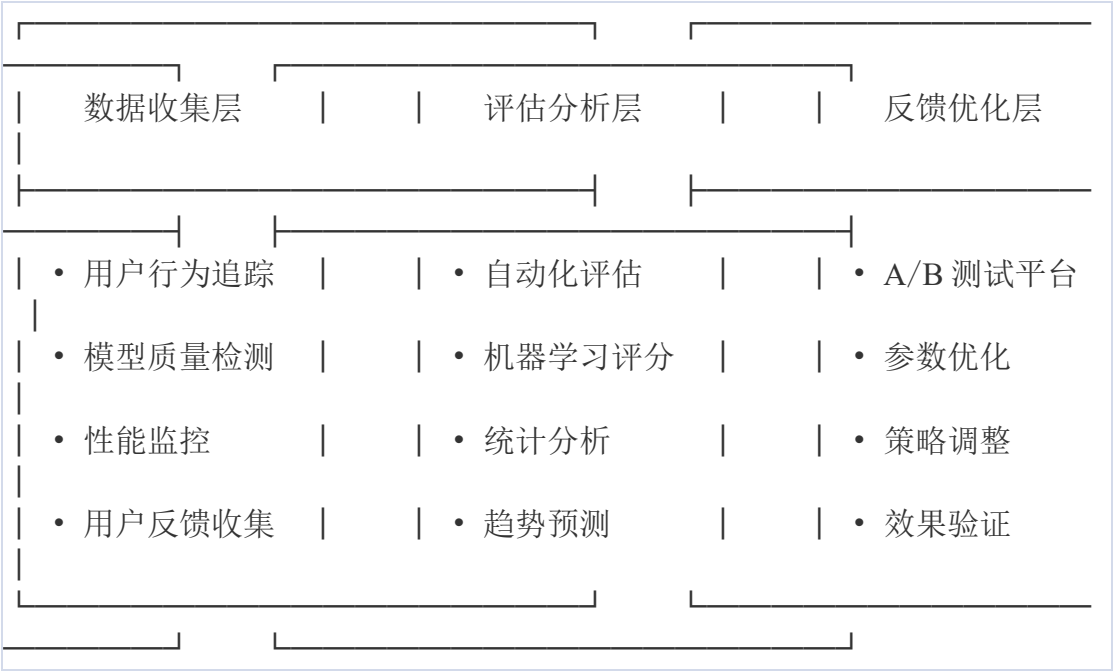 数据收集层 评估分析层 反馈优化层
• 用户行为追踪 • 自动化评估 • A/B 测试平台
• 模型质量检测 • 机器学习评分 • 参数优化
• 性能监控 • 统计分析 • 策略调整
• 用户反馈收集 • 趋势预测 • 效果验证